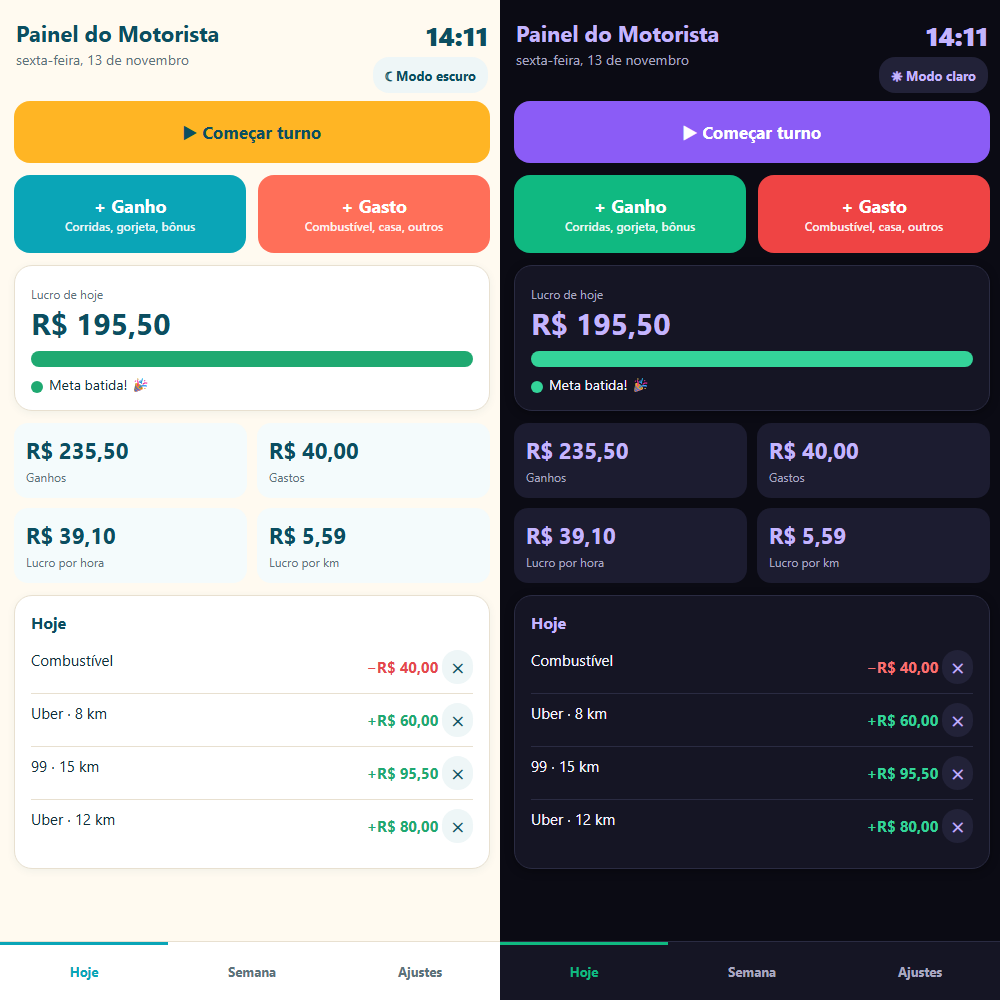 Painel do Motorista
14:11
sexta-feira, 13 de novembro
☾ Modo escuro
▶ Começar turno
+ Ganho
Corridas, gorjeta, bônus
+ Gasto
Combustível, casa, outros
Lucro de hoje
R$ 195,50
Meta batida! 🎉
R$ 235,50
Ganhos
R$ 40,00
Gastos
R$ 39,10
Lucro por hora
R$ 5,59
Lucro por km
Hoje
Combustível
−R$ 40,00 ✕
Uber · 8 km
+R$ 60,00 ✕
99 · 15 km
+R$ 95,50 ✕
Uber · 12 km
+R$ 80,00 ✕
Hoje
Semana
Ajustes
Painel do Motorista
14:11
sexta-feira, 13 de novembro
☀ Modo claro
▶ Começar turno
+ Ganho
Corridas, gorjeta, bônus
+ Gasto
Combustível, casa, outros
Lucro de hoje
R$ 195,50
Meta batida! 🎉
R$ 235,50
Ganhos
R$ 40,00
Gastos
R$ 39,10
Lucro por hora
R$ 5,59
Lucro por km
Hoje
Combustível
−R$ 40,00 ✕
Uber · 8 km
+R$ 60,00 ✕
99 · 15 km
+R$ 95,50 ✕
Uber · 12 km
+R$ 80,00 ✕
Hoje
Semana
Ajustes